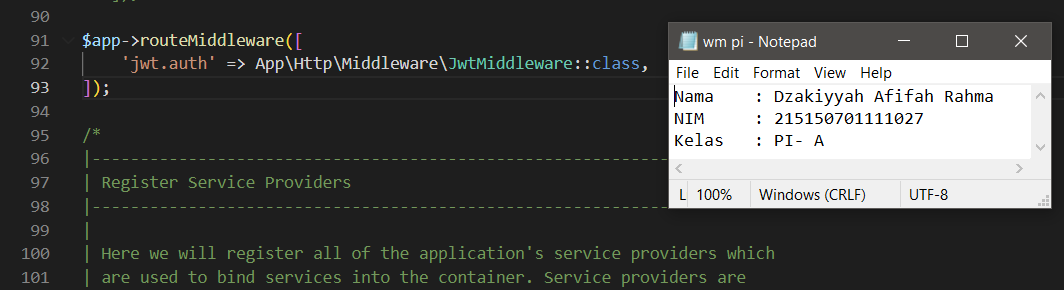 90
91 $app->routeMiddleware([
92     'jwt.auth' => App\Http\Middleware\JwtMiddleware::class,
93 ]);
94
95 /*
96 |--------------------------------------------------------------
97 | Register Service Providers
98 |--------------------------------------------------------------
99 |
100 | Here we will register all of the application's service providers which
101 | are used to bind services into the container. Service providers are
wm pi - Notepad
File Edit Format View Help
Nama    : Dzakiyyah Afifah Rahma
NIM     : 215150701111027
Kelas   : PI- A
L 100% Windows (CRLF) UTF-8